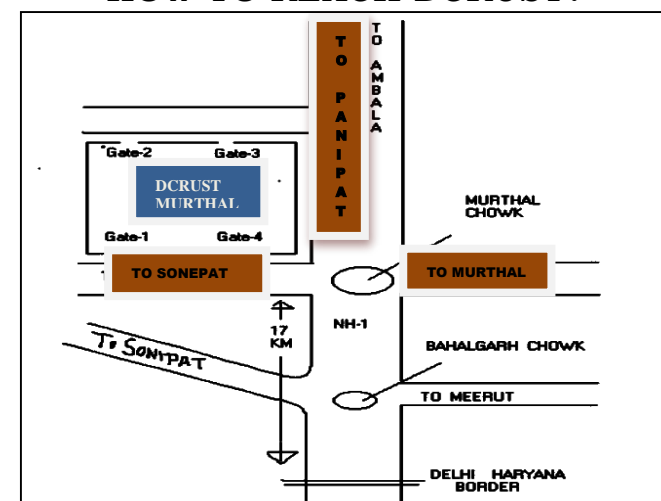 TO AMBALA
TO PANIPAT
Gate-2
Gate-3
DCRUST
MURTHAL
MURTHAL
CHOWK
Gate-1
Gate-4
TO SONEPAT
TO MURTHAL
17
KM
NH-1
To SONIPAT
BAHALGARH CHOWK
TO MEERUT
DELHI HARYANA
BORDER